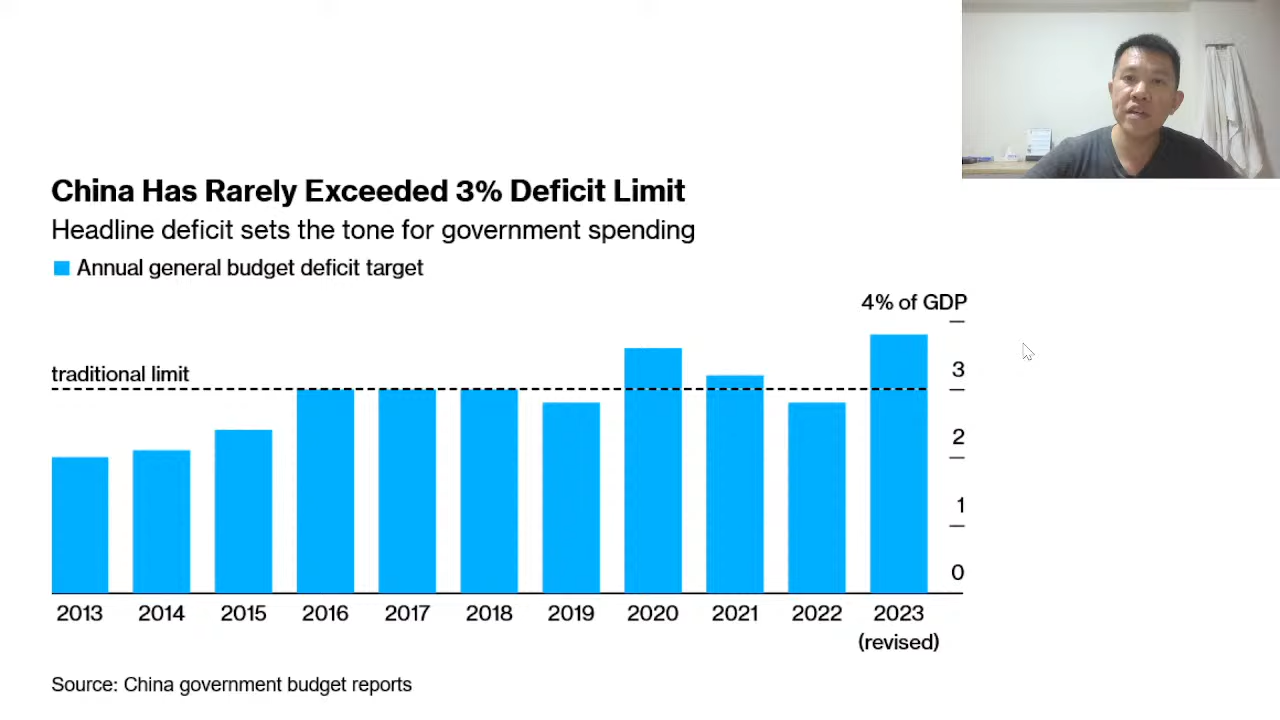 China Has Rarely Exceeded 3% Deficit Limit
Headline deficit sets the tone for government spending
Annual general budget deficit target
4% of GDP
traditional limit
3
2
1
0
2013 2014 2015 2016 2017 2018 2019 2020 2021 2022 2023
(revised)
Source: China government budget reports